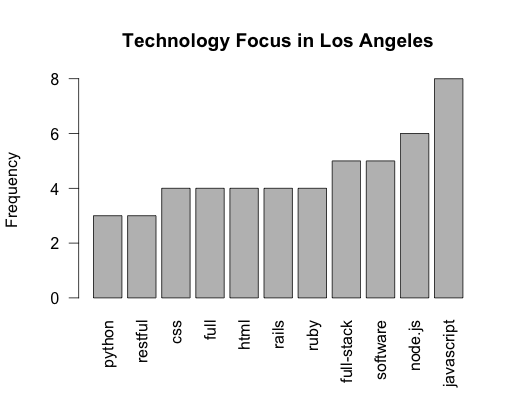 Technology Focus in Los Angeles
Frequency
8
6
4
2
0
python
restful
css
full
html
rails
ruby
full-stack
software
node.js
javascript